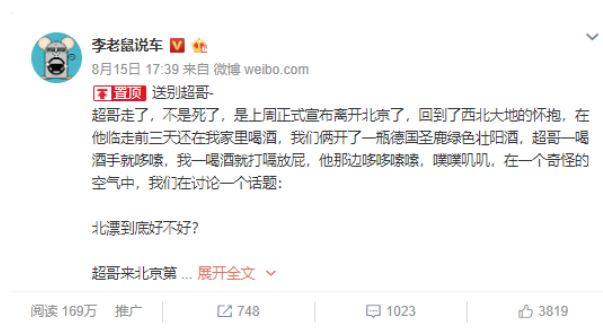 李老鼠说车
8月15日 17:39 来自 微博 weibo.com
置顶 送别超哥-
超哥走了，不是死了，是上周正式宣布离开北京了，回到了西北大地的怀抱，在
他临走前三天还在我家里喝酒，我们俩开了一瓶德国圣鹿绿色壮阳酒，超哥一喝
酒手就哆嗦，我一喝酒就打嗝放屁，他那边哆哆嗦嗦，噗噗叽叽，在一个奇怪的
空气中，我们在讨论一个话题：
北漂到底好不好？
超哥来北京第 ... 展开全文
阅读 169万 推广 748 1023 3819